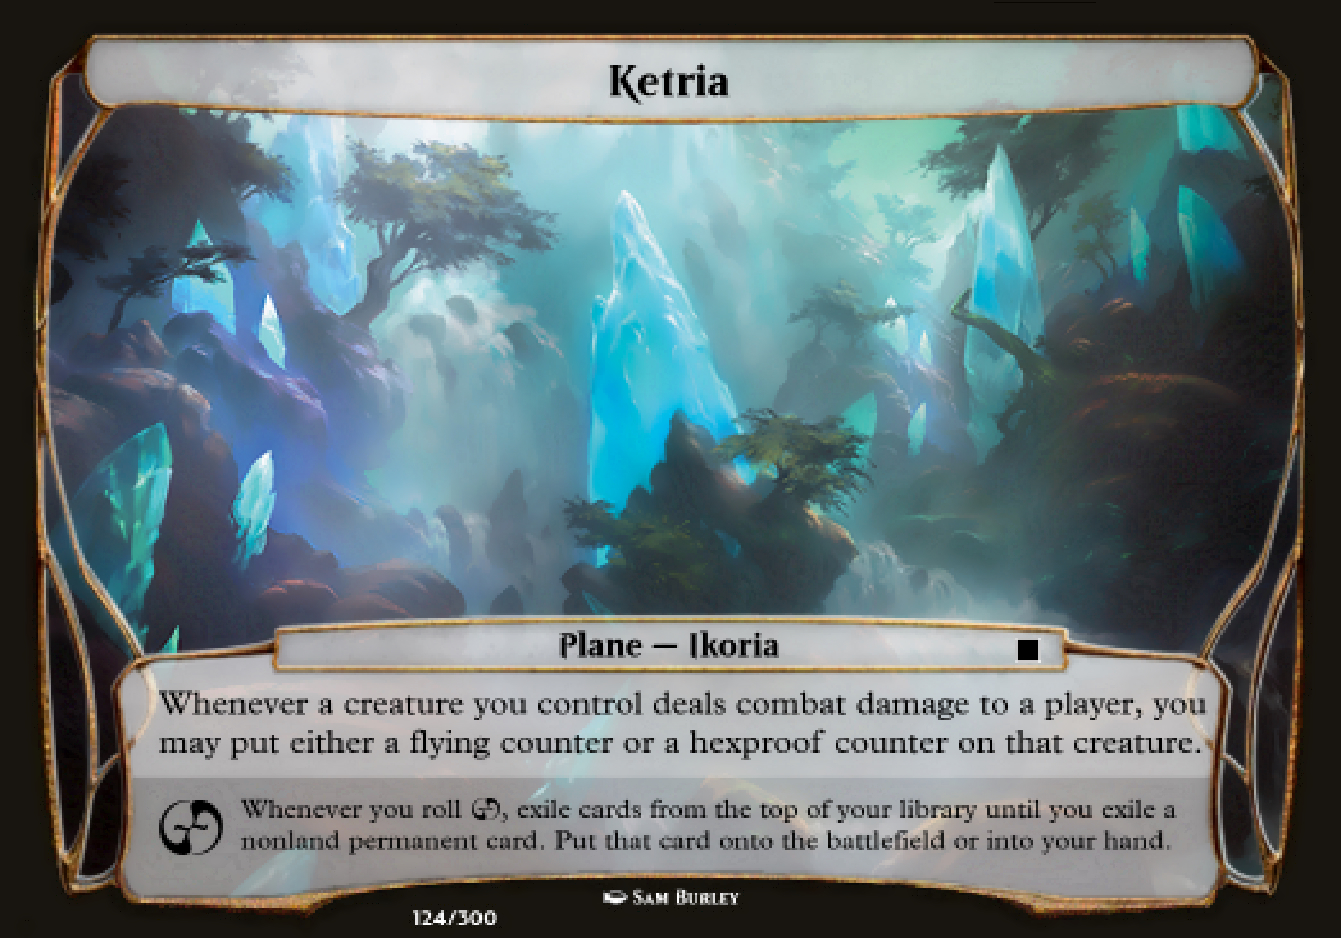 Ketria
Plane — Ikoria
Whenever a creature you control deals combat damage to a player, you
may put either a flying counter or a hexproof counter on that creature.
Whenever you roll , exile cards from the top of your library until you exile a
nonland permanent card. Put that card onto the battlefield or into your hand.
Sam Burley
124/300